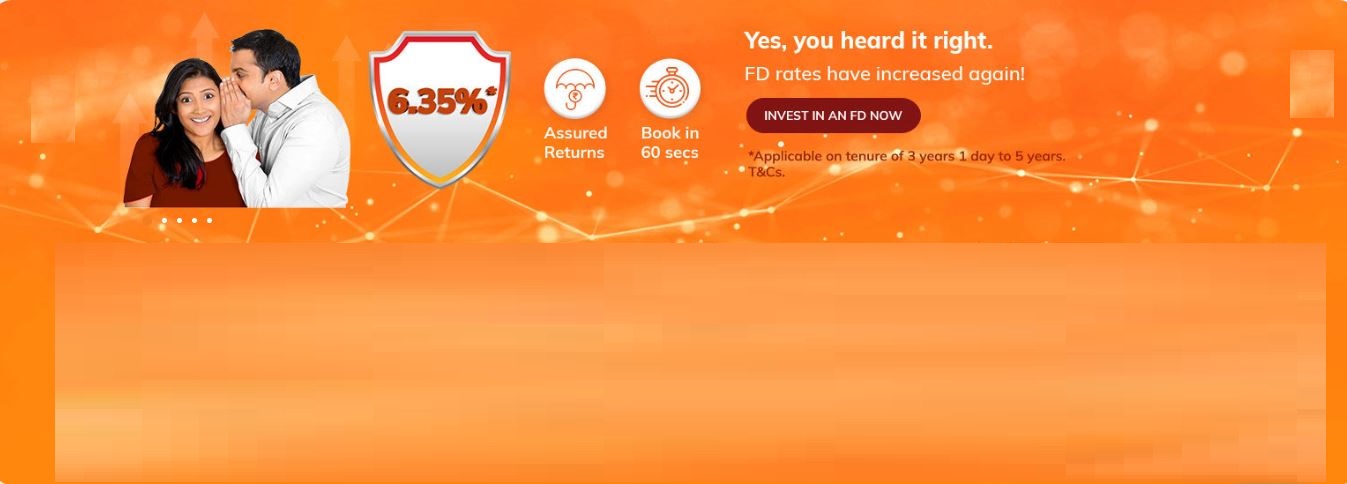 6.35%*
Assured
Returns
Book in
60 secs
Yes, you heard it right.
FD rates have increased again!
INVEST IN AN FD NOW
*Applicable on tenure of 3 years 1 day to 5 years.
T&Cs.